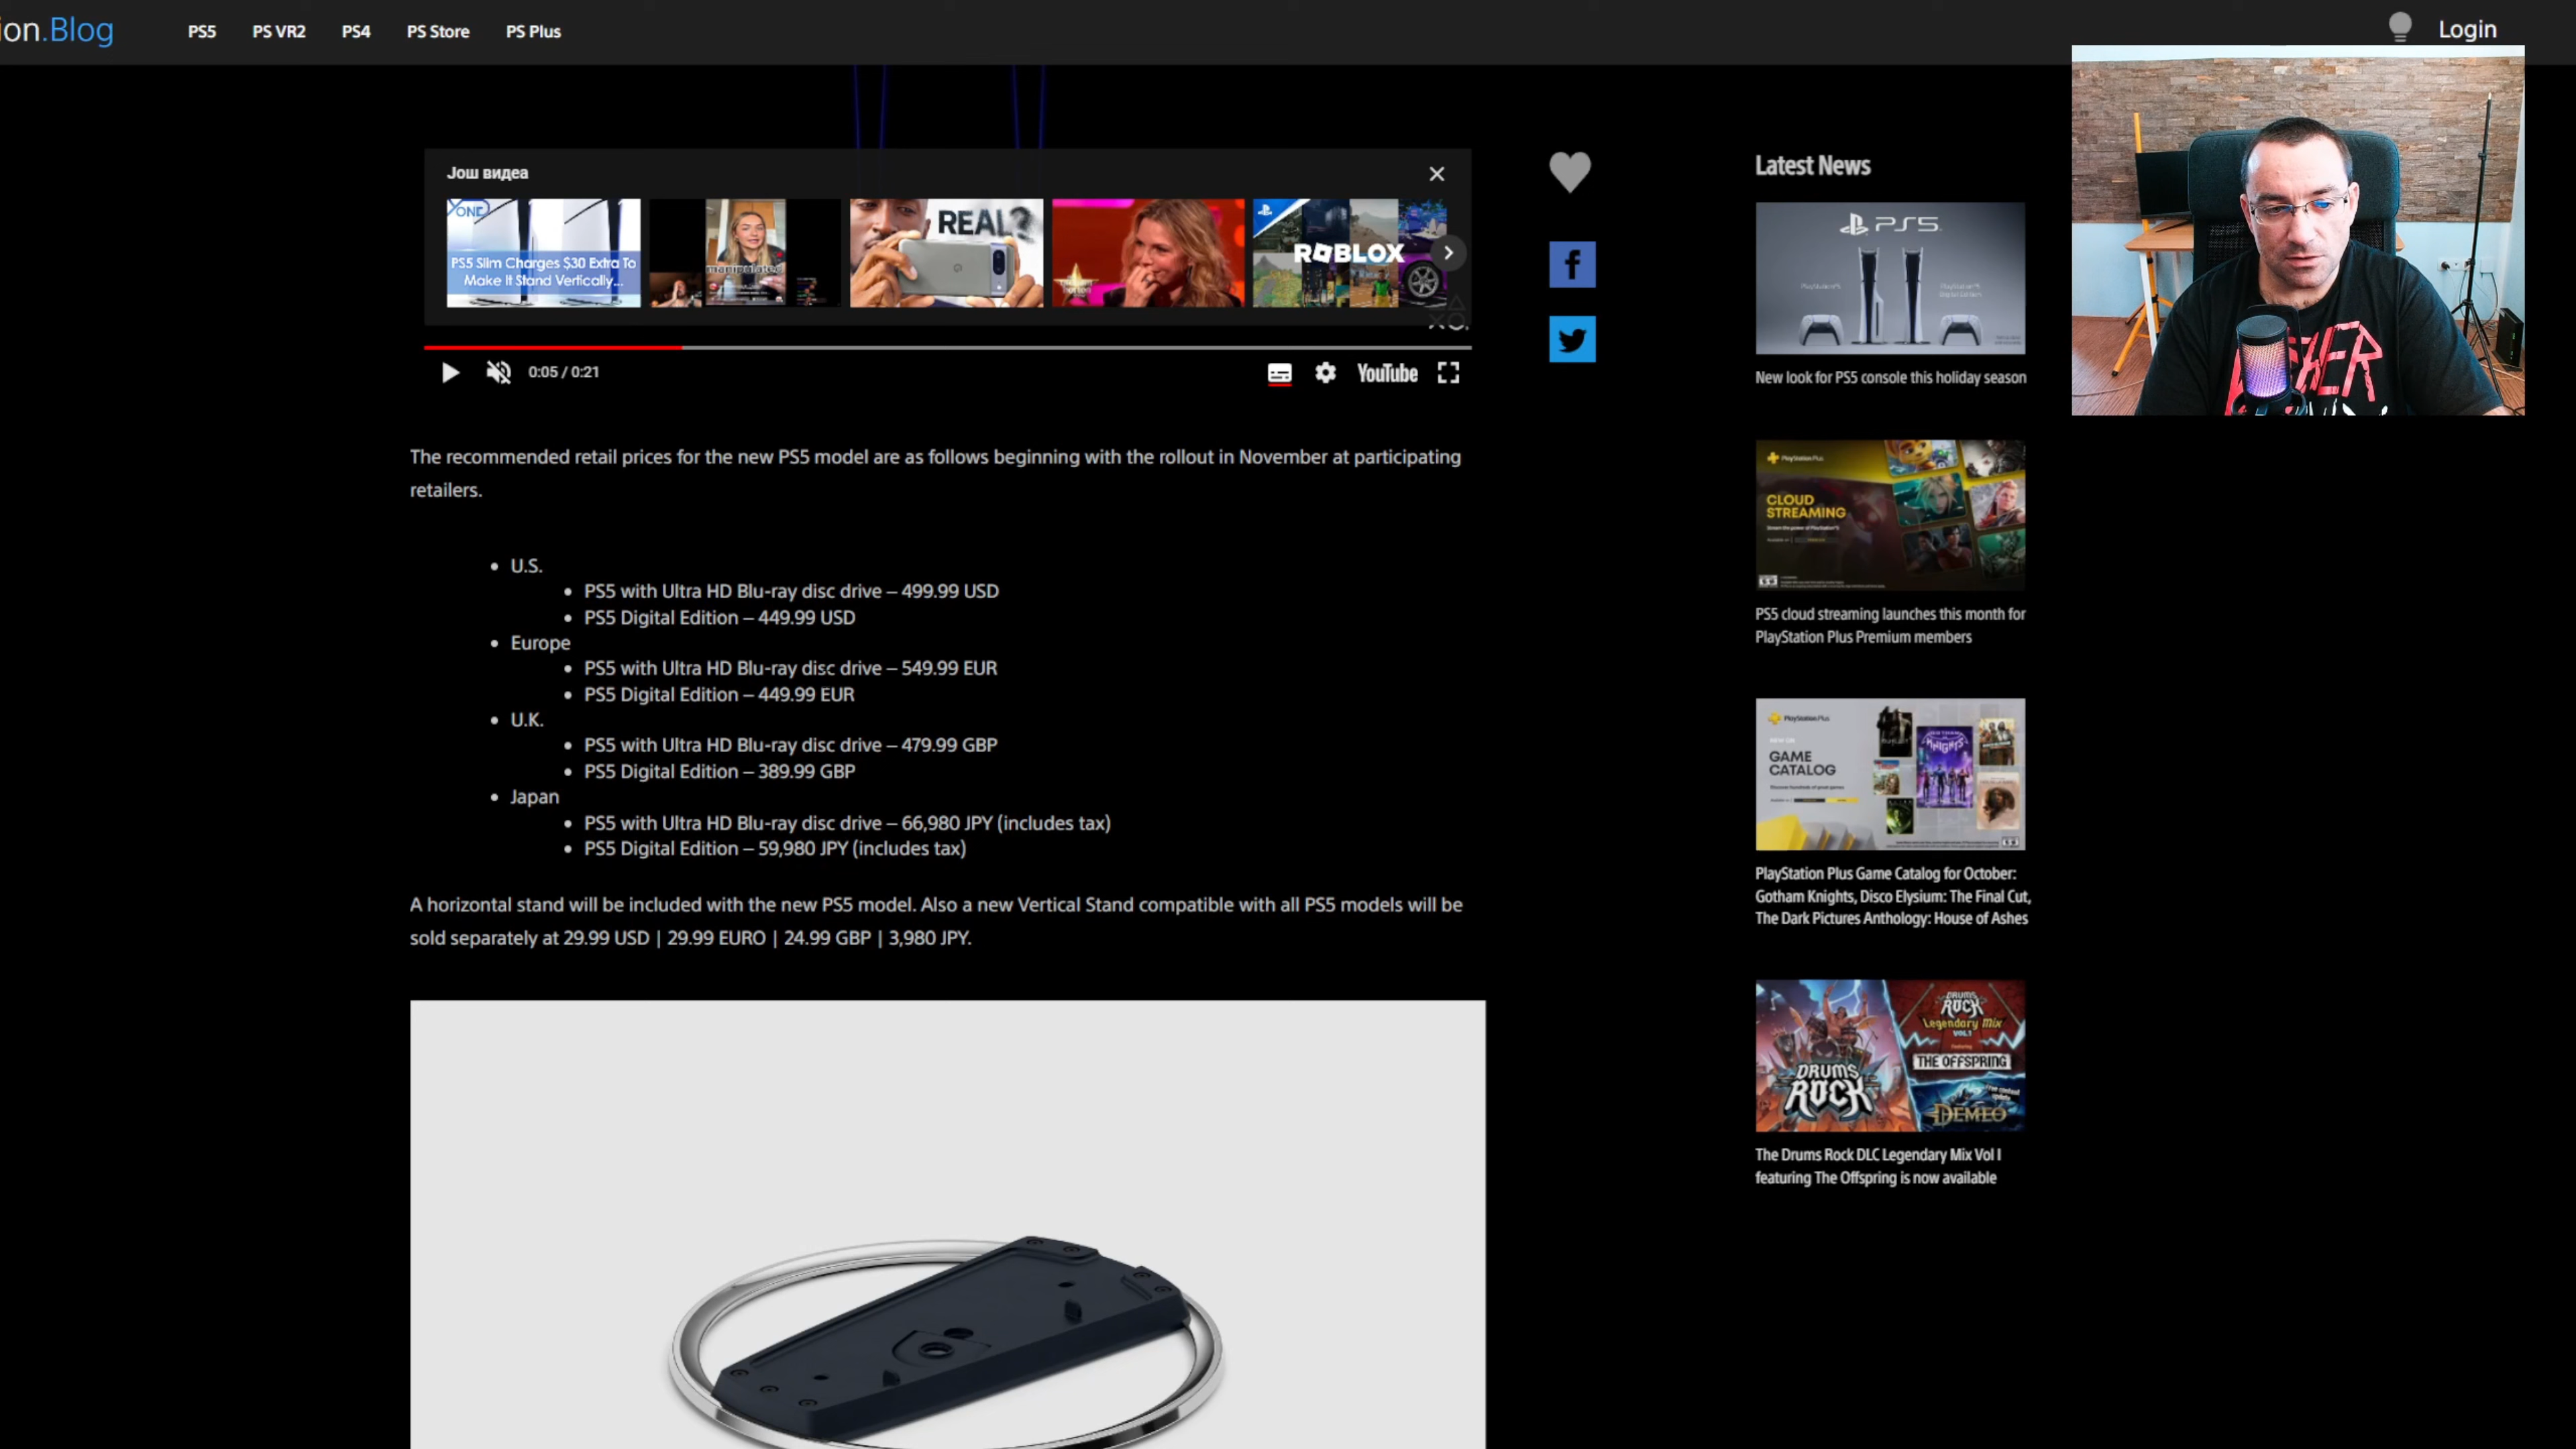 ion.Blog
PS5
PS VR2
PS4
PS Store
PS Plus
Login
Још видеа
ONE
PS5 Slim Charges $30 Extra To
Make It Stand Vertically...
manipulated
REAL?
ROBLOX
0:05 / 0:21
YouTube
The recommended retail prices for the new PS5 model are as follows beginning with the rollout in November at participating
retailers.
• U.S.
• PS5 with Ultra HD Blu-ray disc drive – 499.99 USD
• PS5 Digital Edition – 449.99 USD
• Europe
• PS5 with Ultra HD Blu-ray disc drive – 549.99 EUR
• PS5 Digital Edition – 449.99 EUR
• U.K.
• PS5 with Ultra HD Blu-ray disc drive – 479.99 GBP
• PS5 Digital Edition – 389.99 GBP
• Japan
• PS5 with Ultra HD Blu-ray disc drive – 66,980 JPY (includes tax)
• PS5 Digital Edition – 59,980 JPY (includes tax)
A horizontal stand will be included with the new PS5 model. Also a new Vertical Stand compatible with all PS5 models will be
sold separately at 29.99 USD | 29.99 EURO | 24.99 GBP | 3,980 JPY.
Latest News
PS5
New look for PS5 console this holiday season
PlayStation Plus
CLOUD
STREAMING
PS5 cloud streaming launches this month for
PlayStation Plus Premium members
PlayStation Plus
GAME
CATALOG
KNIGHTS
PlayStation Plus Game Catalog for October:
Gotham Knights, Disco Elysium: The Final Cut,
The Dark Pictures Anthology: House of Ashes
DRUMS
ROCK
DRUMS
ROCK
Legendary Mix
VOL.1
Featuring
THE OFFSPRING
DEMEO
The Drums Rock DLC Legendary Mix Vol I
featuring The Offspring is now available